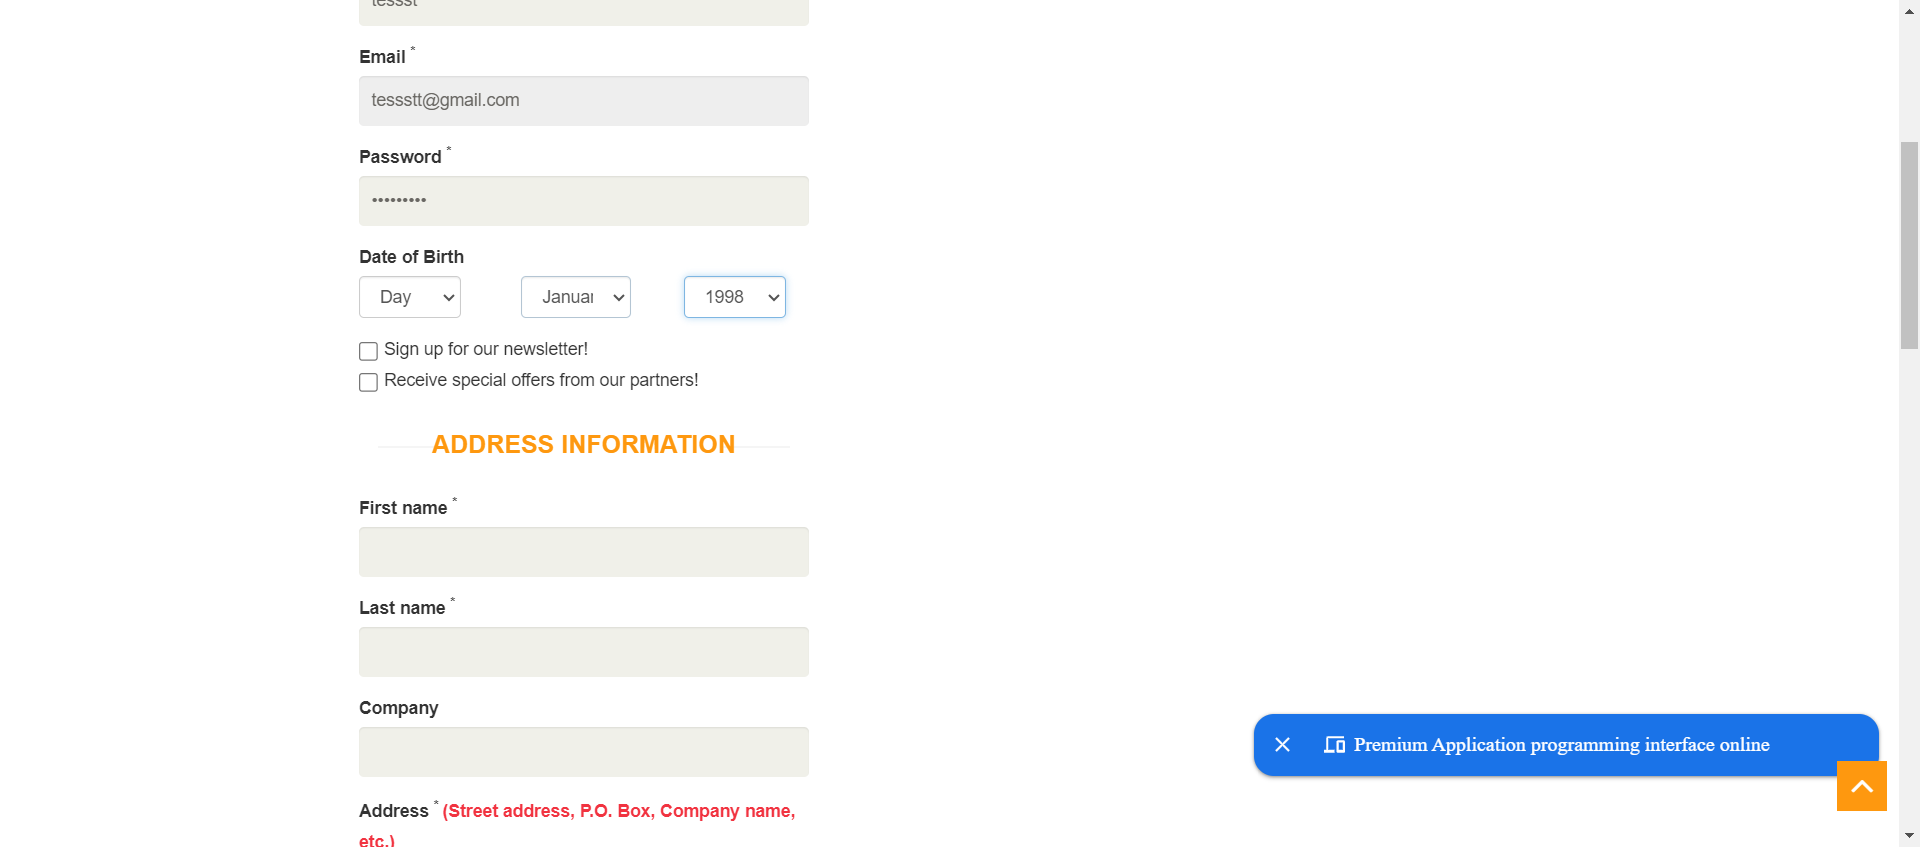 tessst
Email *
tessstt@gmail.com
Password *
•••••••••
Date of Birth
Day
Januar
1998
Sign up for our newsletter!
Receive special offers from our partners!
ADDRESS INFORMATION
First name *
Last name *
Company
Address * (Street address, P.O. Box, Company name,
etc.)
Premium Application programming interface online